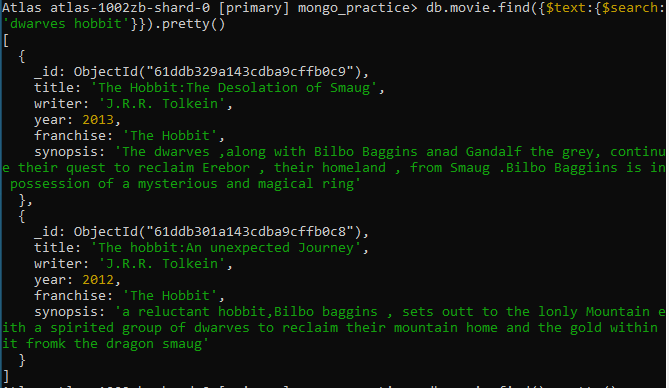 Atlas atlas-1002zb-shard-0 [primary] mongo_practice> db.movie.find({$text:{$search:
'dwarves hobbit'}}).pretty()
[
  {
    _id: ObjectId("61ddb329a143cdba9cffb0c9"),
    title: 'The Hobbit:The Desolation of Smaug',
    writer: 'J.R.R. Tolkein',
    year: 2013,
    franchise: 'The Hobbit',
    synopsis: 'The dwarves ,along with Bilbo Baggins anad Gandalf the grey, continu
e their quest to reclaim Erebor , their homeland , from Smaug .Bilbo Baggiins is in
 possession of a mysterious and magical ring'
  },
  {
    _id: ObjectId("61ddb301a143cdba9cffb0c8"),
    title: 'The hobbit:An unexpected Journey',
    writer: 'J.R.R. Tolkein',
    year: 2012,
    franchise: 'The Hobbit',
    synopsis: 'a reluctant hobbit,Bilbo baggins , sets outt to the lonly Mountain e
ith a spirited group of dwarves to reclaim their mountain home and the gold within
it fromk the dragon smaug'
  }
]